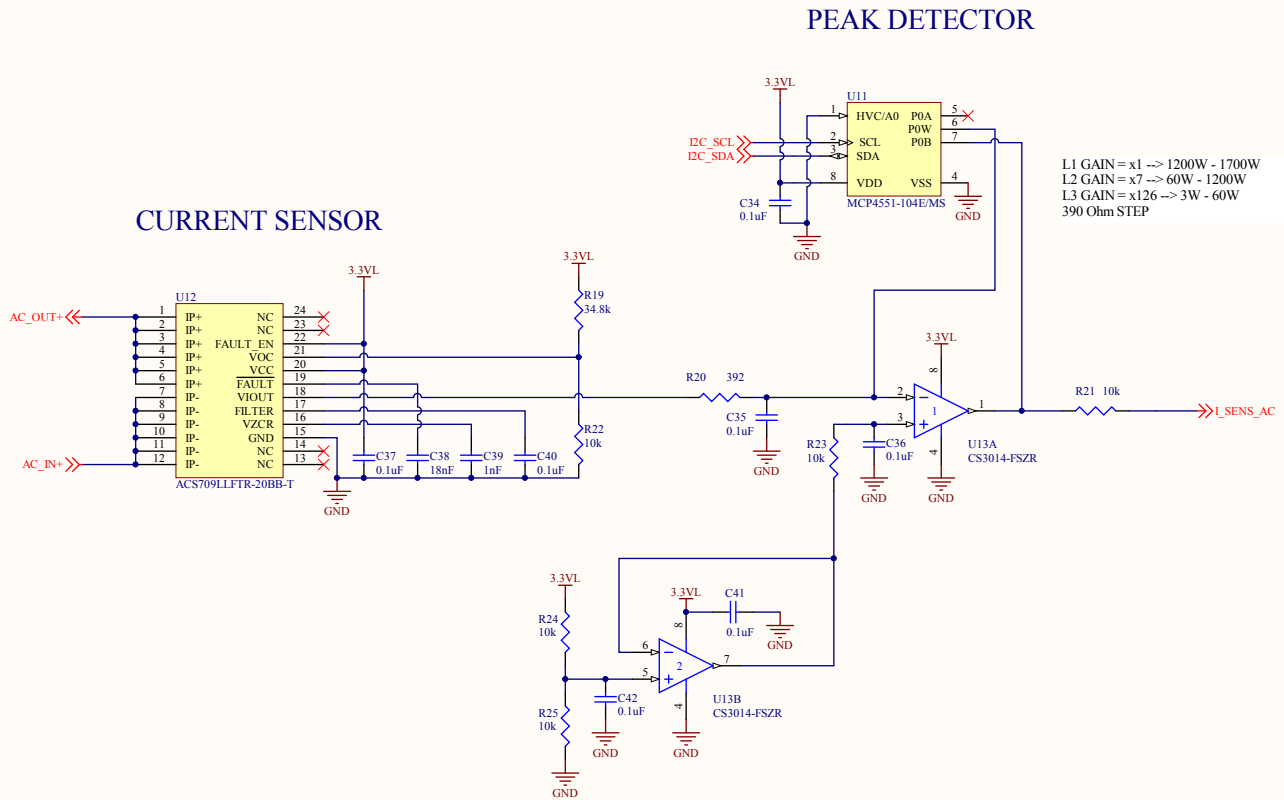 PEAK DETECTOR
3.3VL
U11
1 HVC/A0 P0A 5
P0W 6
I2C_SCL 2 SCL P0B 7
I2C_SDA 3 SDA
8 VDD VSS 4
MCP4551-104E/MS
C34
0.1uF
GND
GND
L1 GAIN = x1 --> 1200W - 1700W
L2 GAIN = x7 --> 60W - 1200W
L3 GAIN = x126 --> 3W - 60W
390 Ohm STEP
CURRENT SENSOR
3.3VL
3.3VL
U12
AC_OUT+ 1 IP+ NC 24
2 IP+ NC 23
3 IP+ FAULT_EN 22
4 IP+ VOC 21
5 IP+ VCC 20
6 IP+ FAULT 19
7 IP- VIOUT 18
8 IP- FILTER 17
9 IP- VZCR 16
10 IP- GND 15
11 IP- NC 14
AC_IN+ 12 IP- NC 13
ACS709LLFTR-20BB-T
GND
C37
0.1uF
C38
18nF
C39
1nF
C40
0.1uF
R19
34.8k
R22
10k
R20 392
C35
0.1uF
GND
3.3VL
8
2
3
1
1
4
U13A
CS3014-FSZR
GND
C36
0.1uF
GND
R23
10k
R21 10k
I_SENS_AC
3.3VL
R24
10k
R25
10k
GND
C42
0.1uF
GND
3.3VL
C41
0.1uF
GND
8
6
5
2
7
4
U13B
CS3014-FSZR
GND